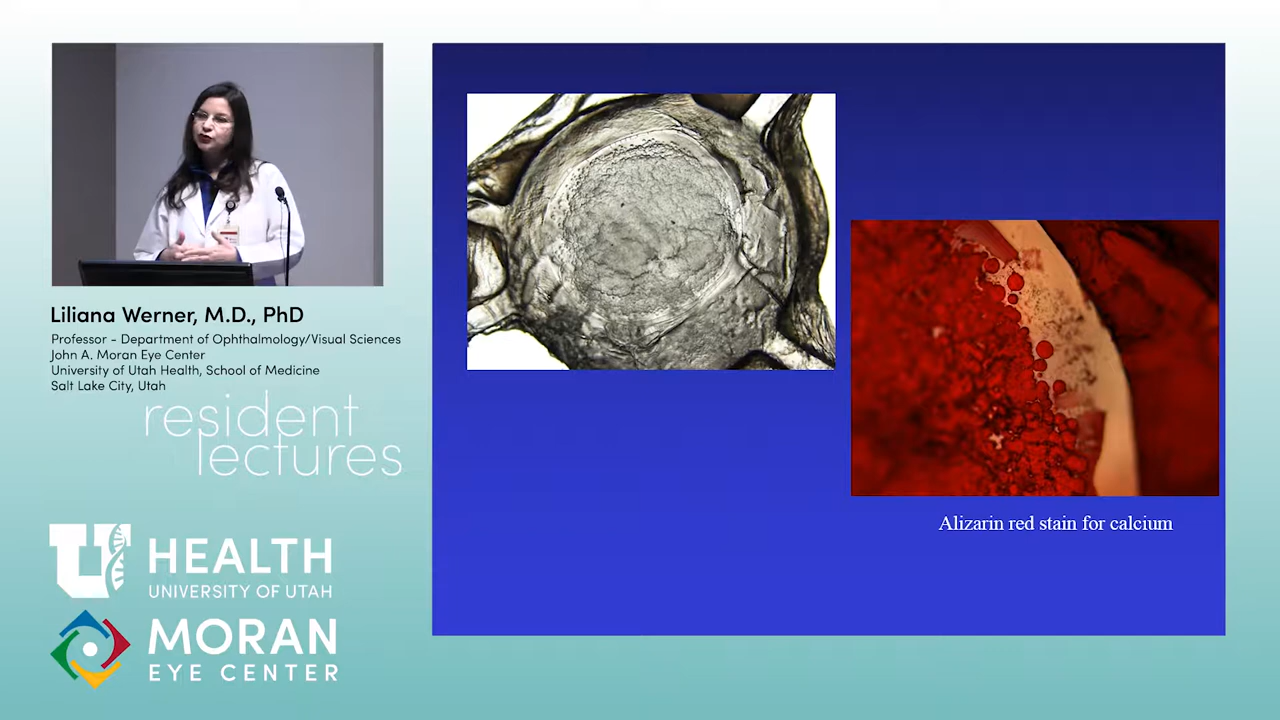 Liliana Werner, M.D., PhD
Professor - Department of Ophthalmology/Visual Sciences
John A. Moran Eye Center
University of Utah Health, School of Medicine
Salt Lake City, Utah
resident
lectures
U HEALTH
UNIVERSITY OF UTAH
MORAN
EYE CENTER
Alizarin red stain for calcium